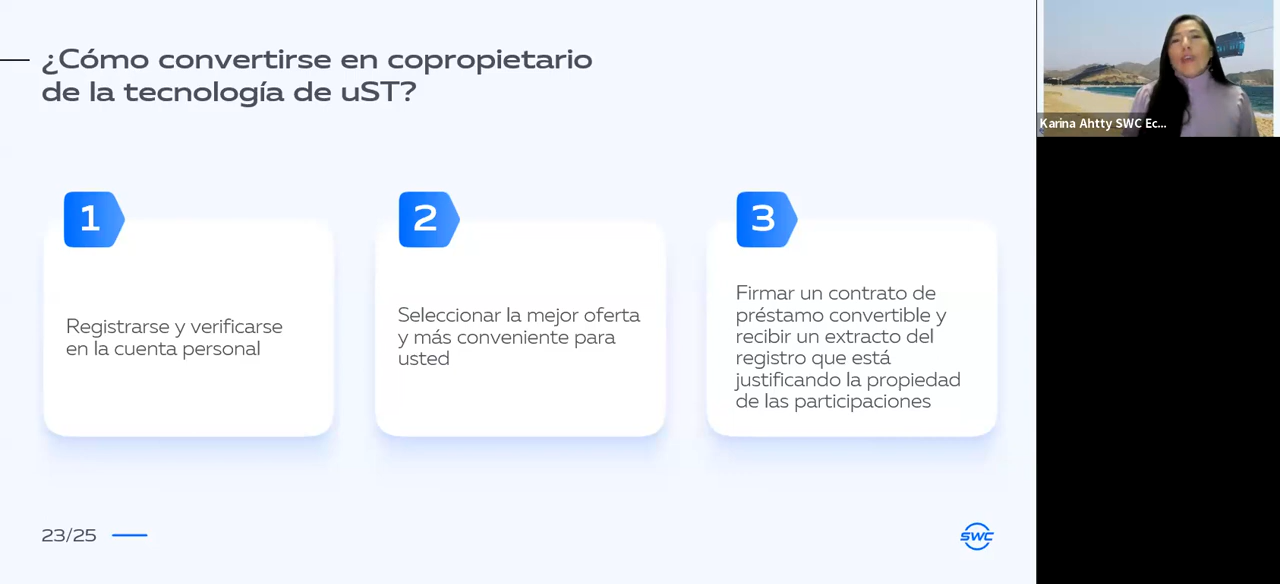 ¿Cómo convertirse en copropietario
de la tecnología de uST?
1
Registrarse y verificarse
en la cuenta personal
2
Seleccionar la mejor oferta
y más conveniente para
usted
3
Firmar un contrato de
préstamo convertible y
recibir un extracto del
registro que está
justificando la propiedad
de las participaciones
23/25
SWC
Karina Ahtty SWC Ec...